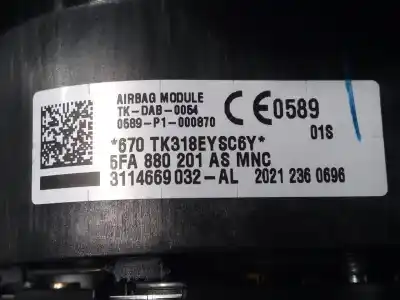 AIRBAG MODULE
TK-DAB-0054
0589-P1-000870
CE 0589
01S
*670 TK318EYSC6Y*
5FA 880 201 AS MNC
3114669032-AL 2021 236 0696